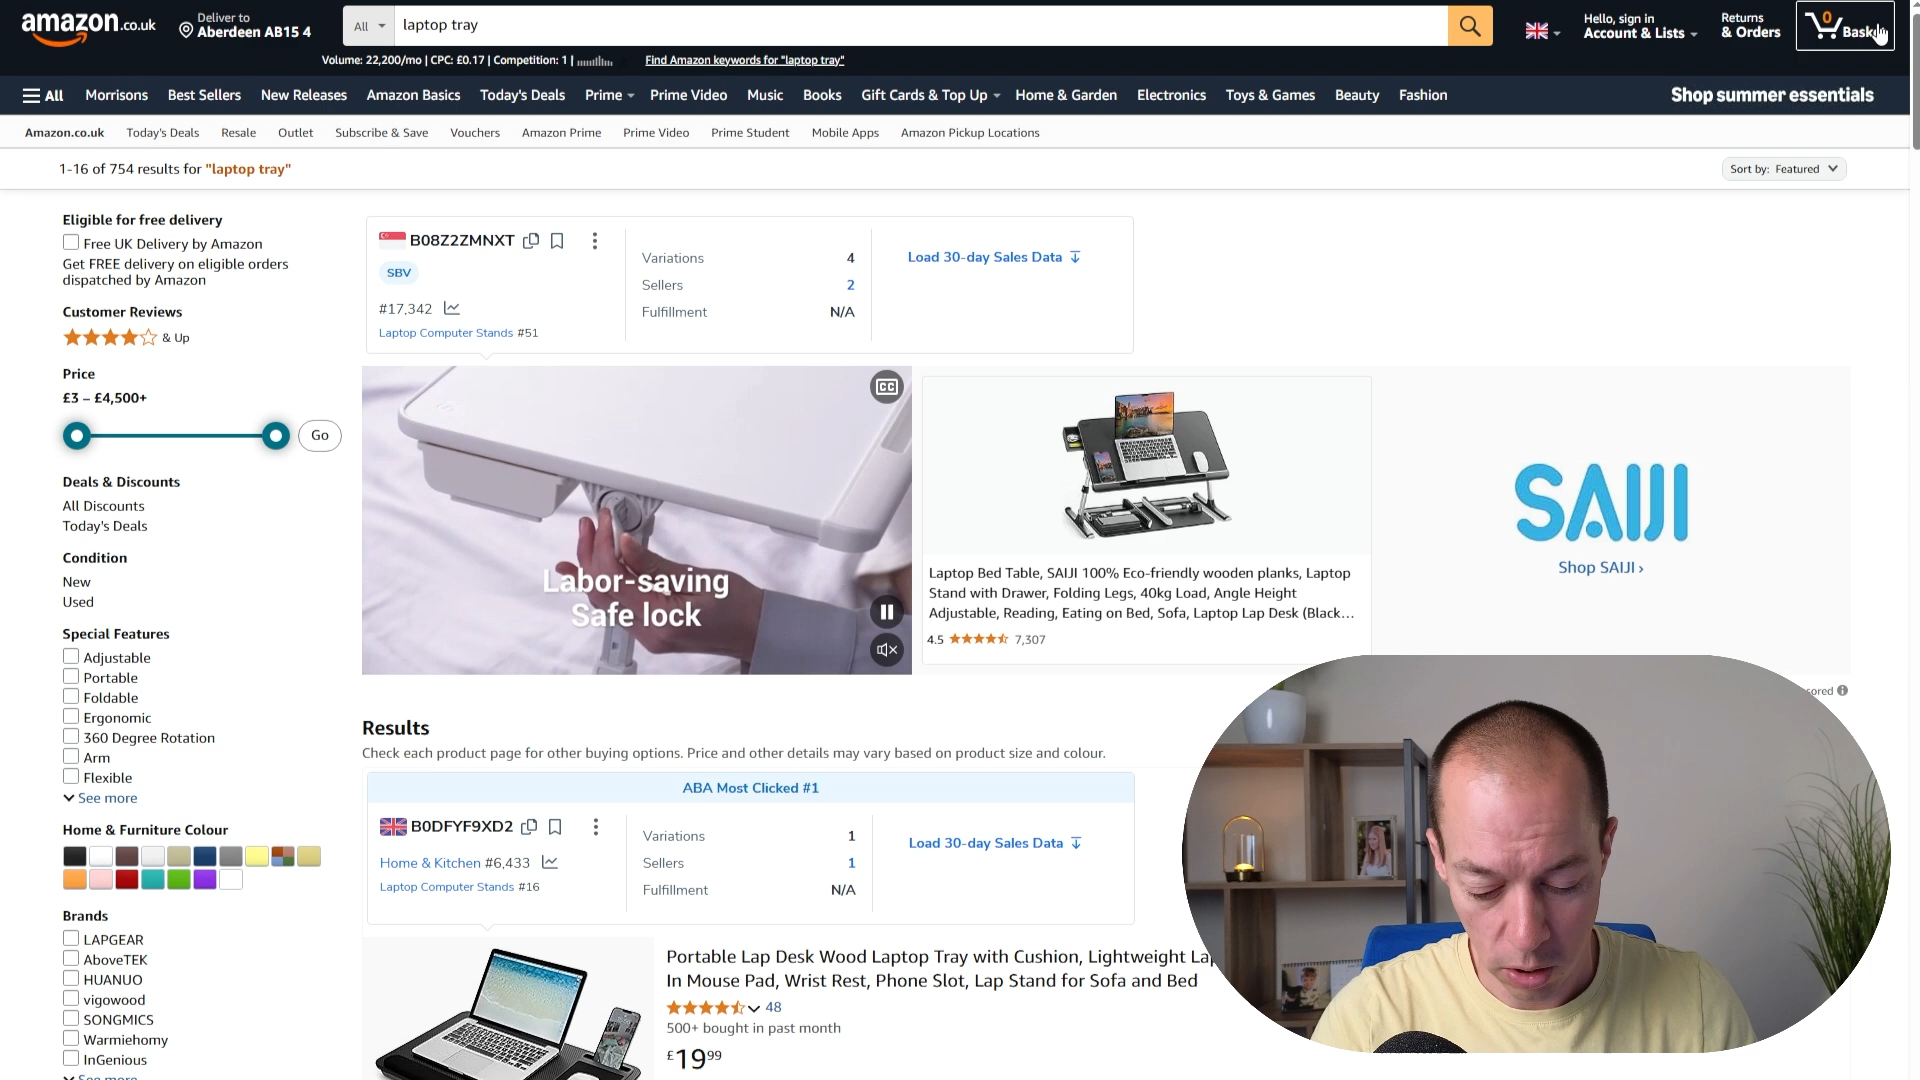 amazon.co.uk
Deliver to
Aberdeen AB15 4
All
laptop tray
Hello, sign in
Account & Lists
Returns
& Orders
0
Bask
Volume: 22,200/mo | CPC: £0.17 | Competition: 1 |
Find Amazon keywords for "laptop tray"
All
Morrisons
Best Sellers
New Releases
Amazon Basics
Today's Deals
Prime
Prime Video
Music
Books
Gift Cards & Top Up
Home & Garden
Electronics
Toys & Games
Beauty
Fashion
Shop summer essentials
Amazon.co.uk
Today's Deals
Resale
Outlet
Subscribe & Save
Vouchers
Amazon Prime
Prime Video
Prime Student
Mobile Apps
Amazon Pickup Locations
1-16 of 754 results for "laptop tray"
Sort by: Featured
Eligible for free delivery
Free UK Delivery by Amazon
Get FREE delivery on eligible orders
dispatched by Amazon
Customer Reviews
& Up
Price
£3 – £4,500+
Go
Deals & Discounts
All Discounts
Today's Deals
Condition
New
Used
Special Features
Adjustable
Portable
Foldable
Ergonomic
360 Degree Rotation
Arm
Flexible
See more
Home & Furniture Colour
Brands
LAPGEAR
AboveTEK
HUANUO
vigowood
SONGMICS
Warmiehomy
InGenious
See more
B08Z2ZMNXT
SBV
#17,342
Laptop Computer Stands #51
Variations 4
Sellers 2
Fulfillment N/A
Load 30-day Sales Data
CC
Labor-saving
Safe lock
Laptop Bed Table, SAIJI 100% Eco-friendly wooden planks, Laptop
Stand with Drawer, Folding Legs, 40kg Load, Angle Height
Adjustable, Reading, Eating on Bed, Sofa, Laptop Lap Desk (Black...
4.5 7,307
SAIJI
Shop SAIJI ›
sored
Results
Check each product page for other buying options. Price and other details may vary based on product size and colour.
ABA Most Clicked #1
B0DFYF9XD2
Home & Kitchen #6,433
Laptop Computer Stands #16
Variations 1
Sellers 1
Fulfillment N/A
Load 30-day Sales Data
Portable Lap Desk Wood Laptop Tray with Cushion, Lightweight La
In Mouse Pad, Wrist Rest, Phone Slot, Lap Stand for Sofa and Bed
48
500+ bought in past month
£19.99